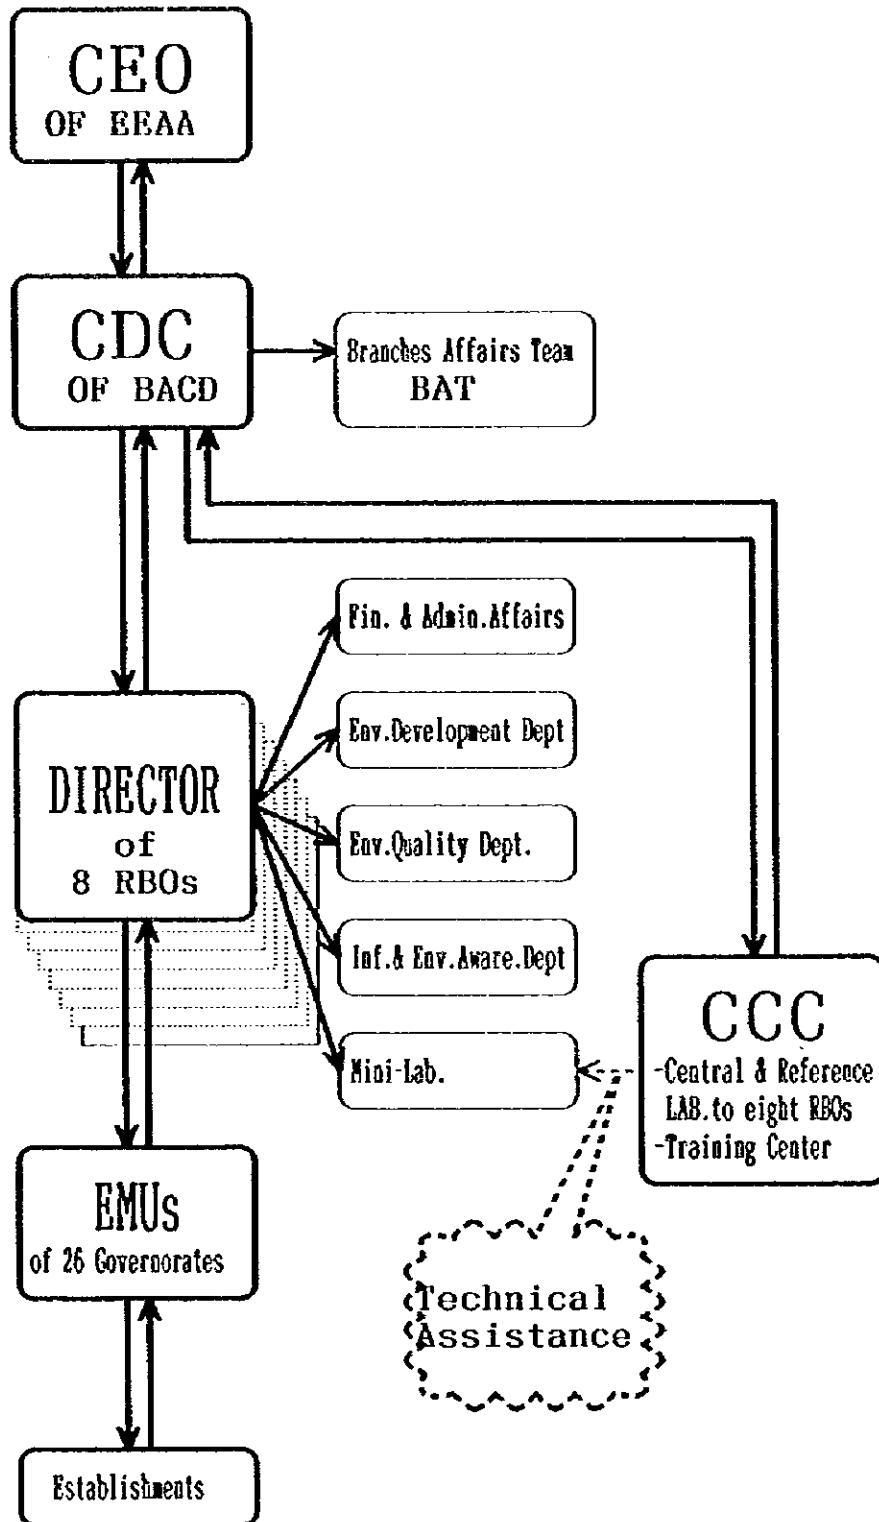 CEO
OF EEAA
CDC
OF BACD
Branches Affairs Team
BAT
Fin. & Admin.Affairs
Env.Development Dept
DIRECTOR
of
8 RBOs
Env.Quality Dept.
Inf.& Env.Aware.Dept
Mini-Lab.
CCC
-Central & Reference
LAB.to eight RBOs
-Training Center
EMUs
of 26 Governorates
Technical
Assistance
Establishments